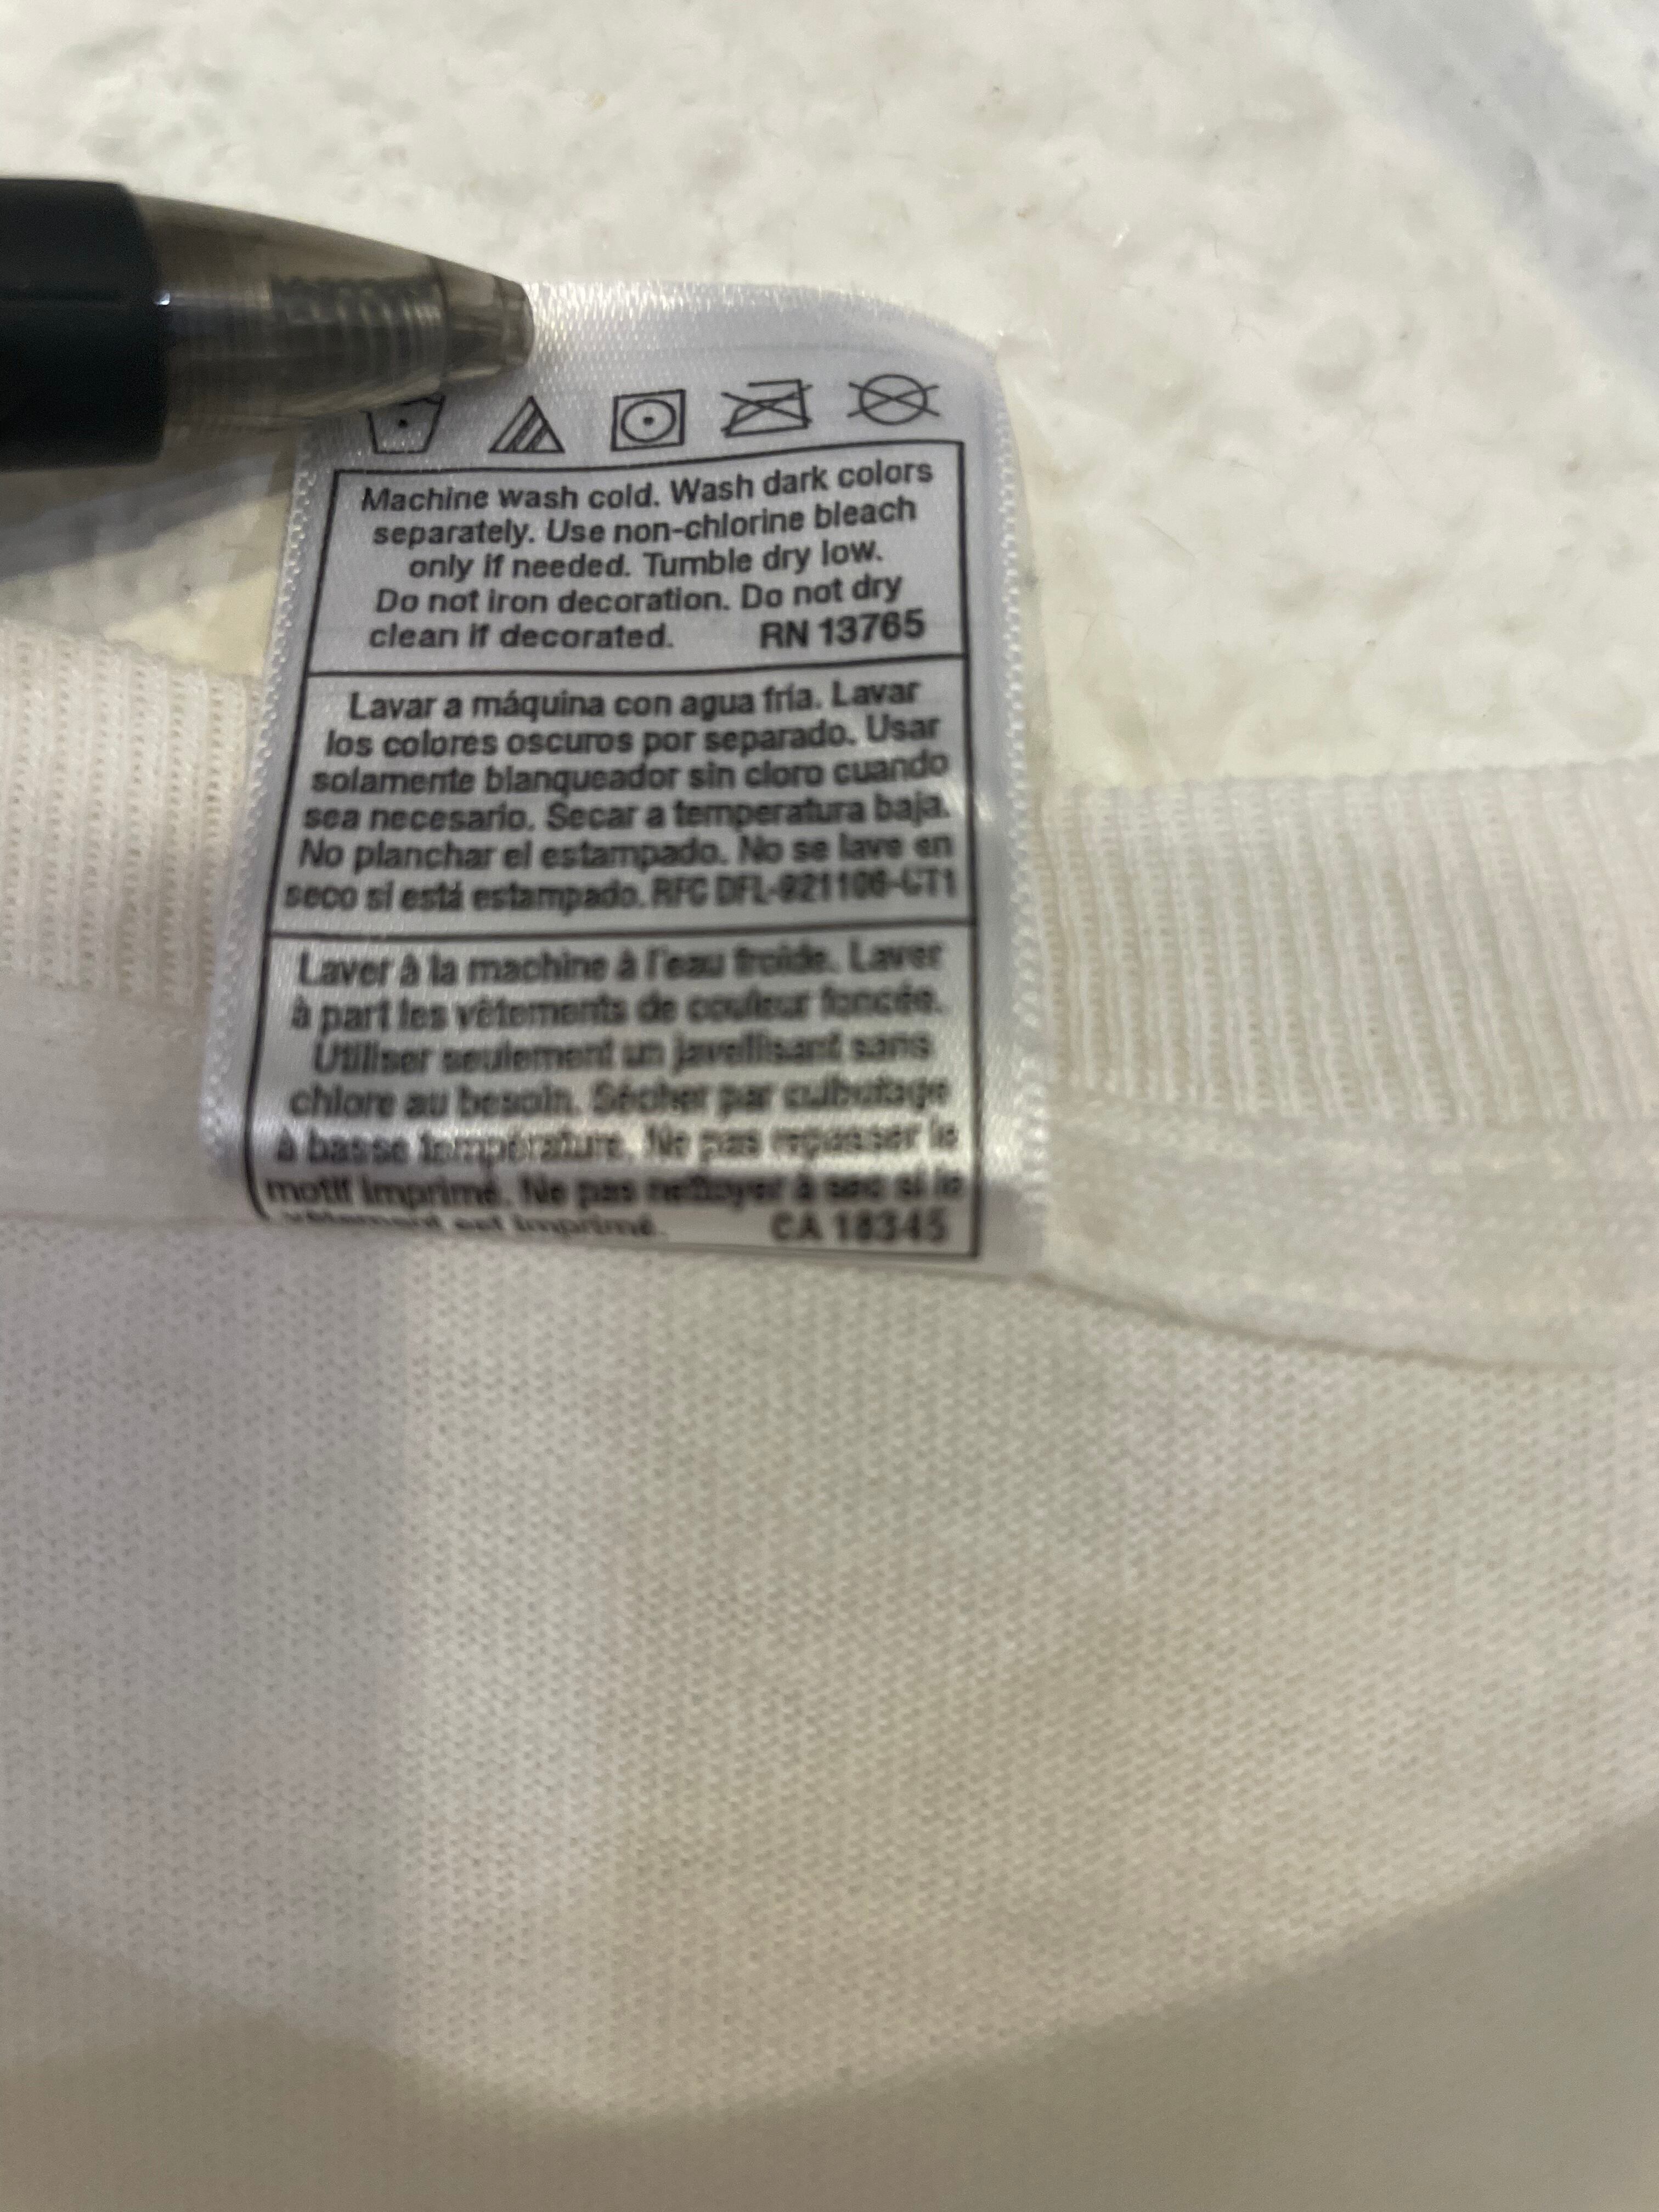 Machine wash cold. Wash dark colors
separately. Use non-chlorine bleach
only if needed. Tumble dry low.
Do not iron decoration. Do not dry
clean if decorated. RN 13765
Lavar a máquina con agua fría. Lavar
los colores oscuros por separado. Usar
solamente blanqueador sin cloro cuando
sea necesario. Secar a temperatura baja.
No planchar el estampado. No se lave en
seco si está estampado. RFC DFL-921106-GT1
Laver à la machine à l'eau froide. Laver
à part les vêtements de couleur foncée.
Utiliser seulement un javellisant sans
chlore au besoin. Sécher par culbutage
à basse température. Ne pas repasser le
motif imprimé. Ne pas nettoyer à sec si le
vêtement est imprimé. CA 18345